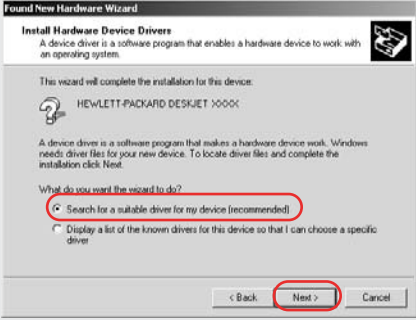 Found New Hardware Wizard
Install Hardware Device Drivers
A device driver is a software program that enables a hardware device to work with
an operating system.
This wizard will complete the installation for this device:
HEWLETT-PACKARD DESKJET XXXX
A device driver is a software program that makes a hardware device work. Windows
needs driver files for your new device. To locate driver files and complete the
installation click Next.
What do you want the wizard to do?
Search for a suitable driver for my device (recommended)
Display a list of the known drivers for this device so that I can choose a specific
driver
< Back Next > Cancel